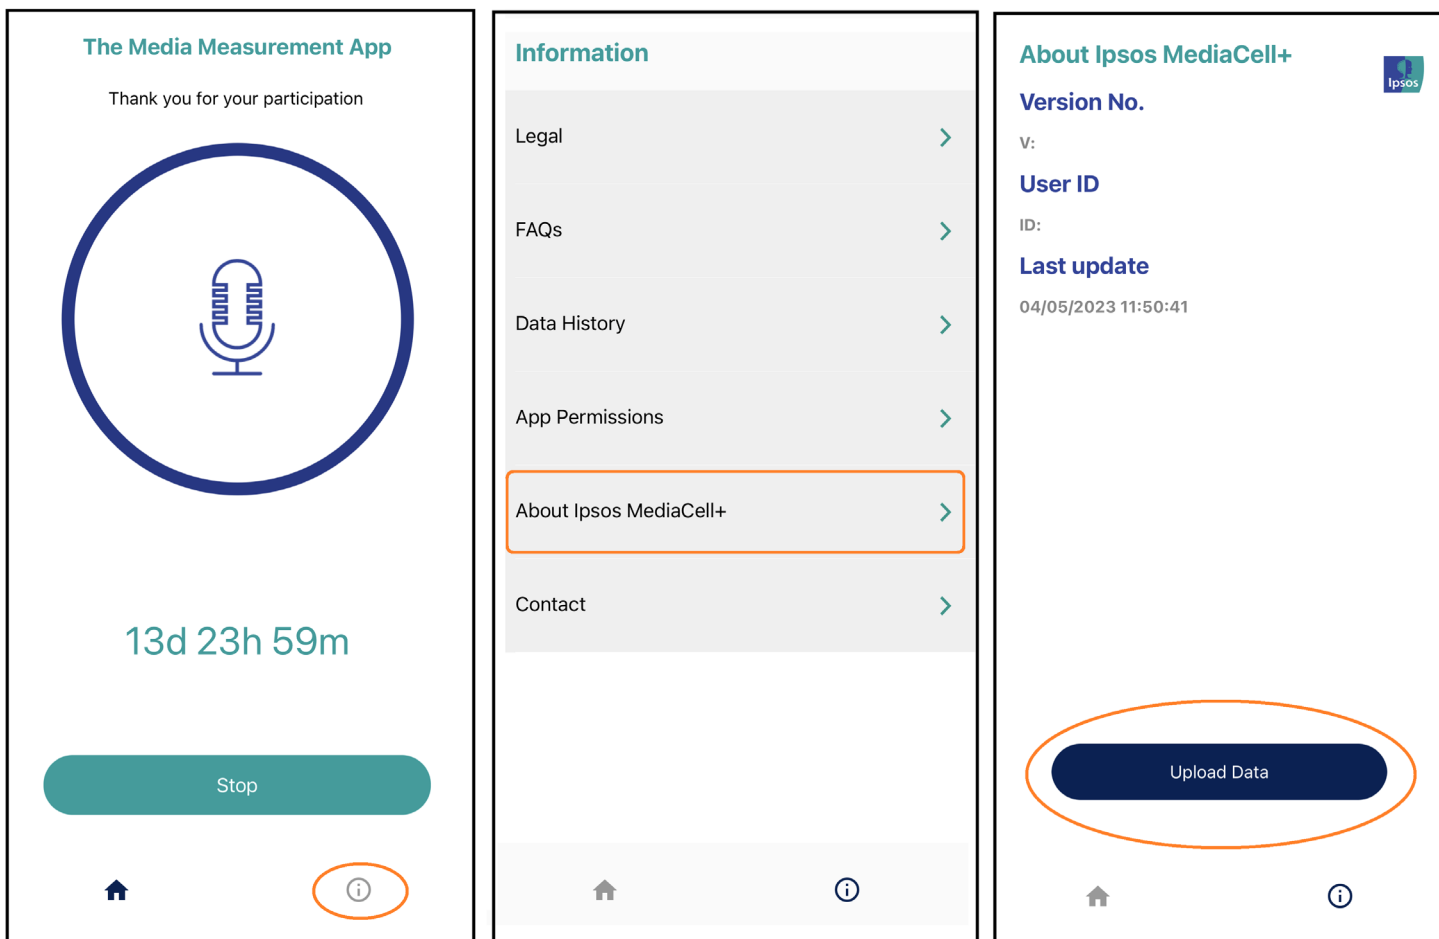 The Media Measurement App
Thank you for your participation
13d 23h 59m
Stop
Information
Legal
FAQs
Data History
App Permissions
About Ipsos MediaCell+
Contact
About Ipsos MediaCell+
Ipsos
Version No.
V:
User ID
ID:
Last update
04/05/2023 11:50:41
Upload Data